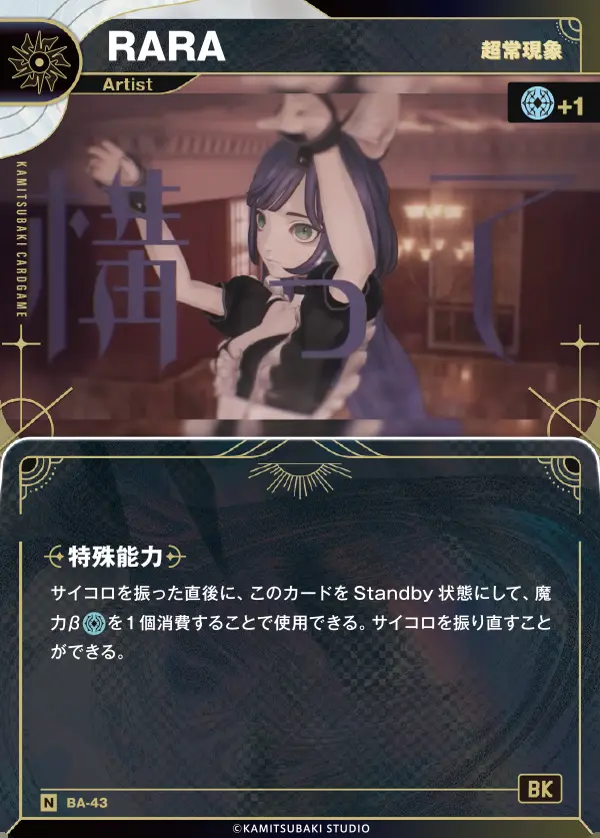 RARA
超常現象
Artist
+1
KAMITSUBAKI CARDGAME
構って
特殊能力
サイコロを振った直後に、このカードをStandby状態にして、魔
力βを1個消費することで使用できる。サイコロを振り直すこと
ができる。
N BA-43
BK
©KAMITSUBAKI STUDIO